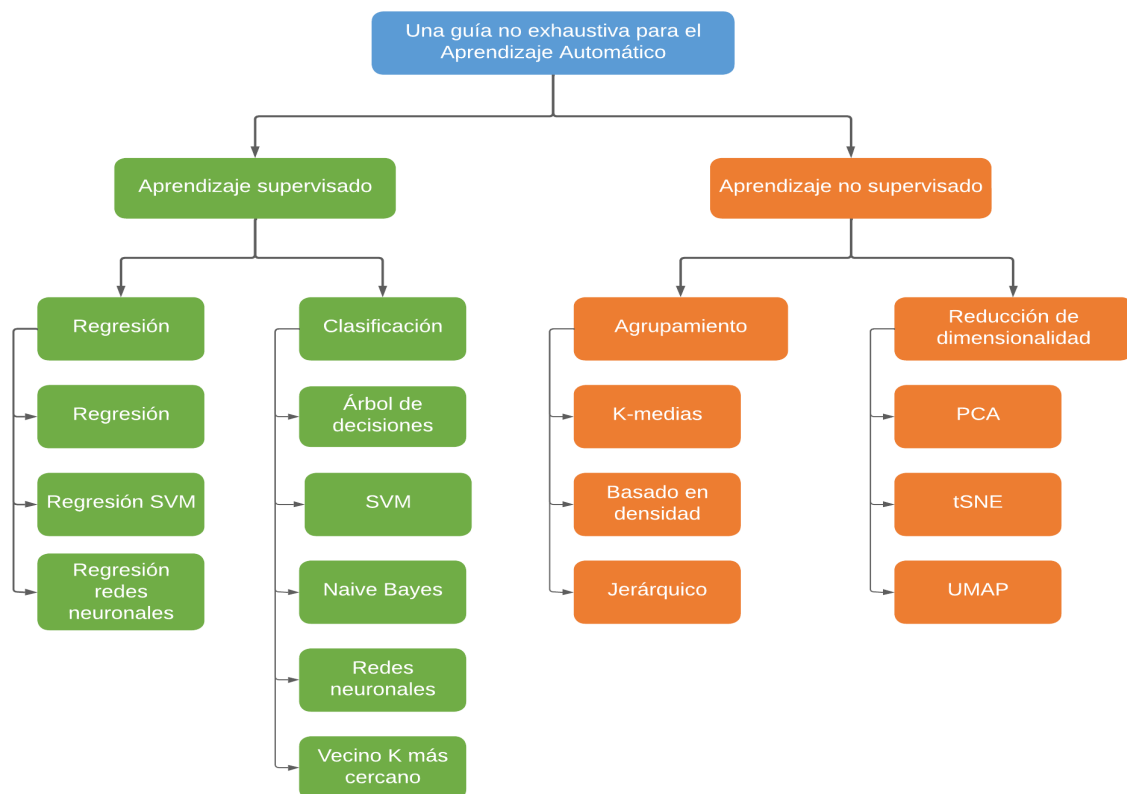 Una guía no exhaustiva para el
Aprendizaje Automático
Aprendizaje supervisado
Aprendizaje no supervisado
Regresión
Clasificación
Agrupamiento
Reducción de
dimensionalidad
Regresión
Árbol de
decisiones
K-medias
PCA
Regresión SVM
SVM
Basado en
densidad
tSNE
Regresión
redes
neuronales
Naive Bayes
Jerárquico
UMAP
Redes
neuronales
Vecino K más
cercano